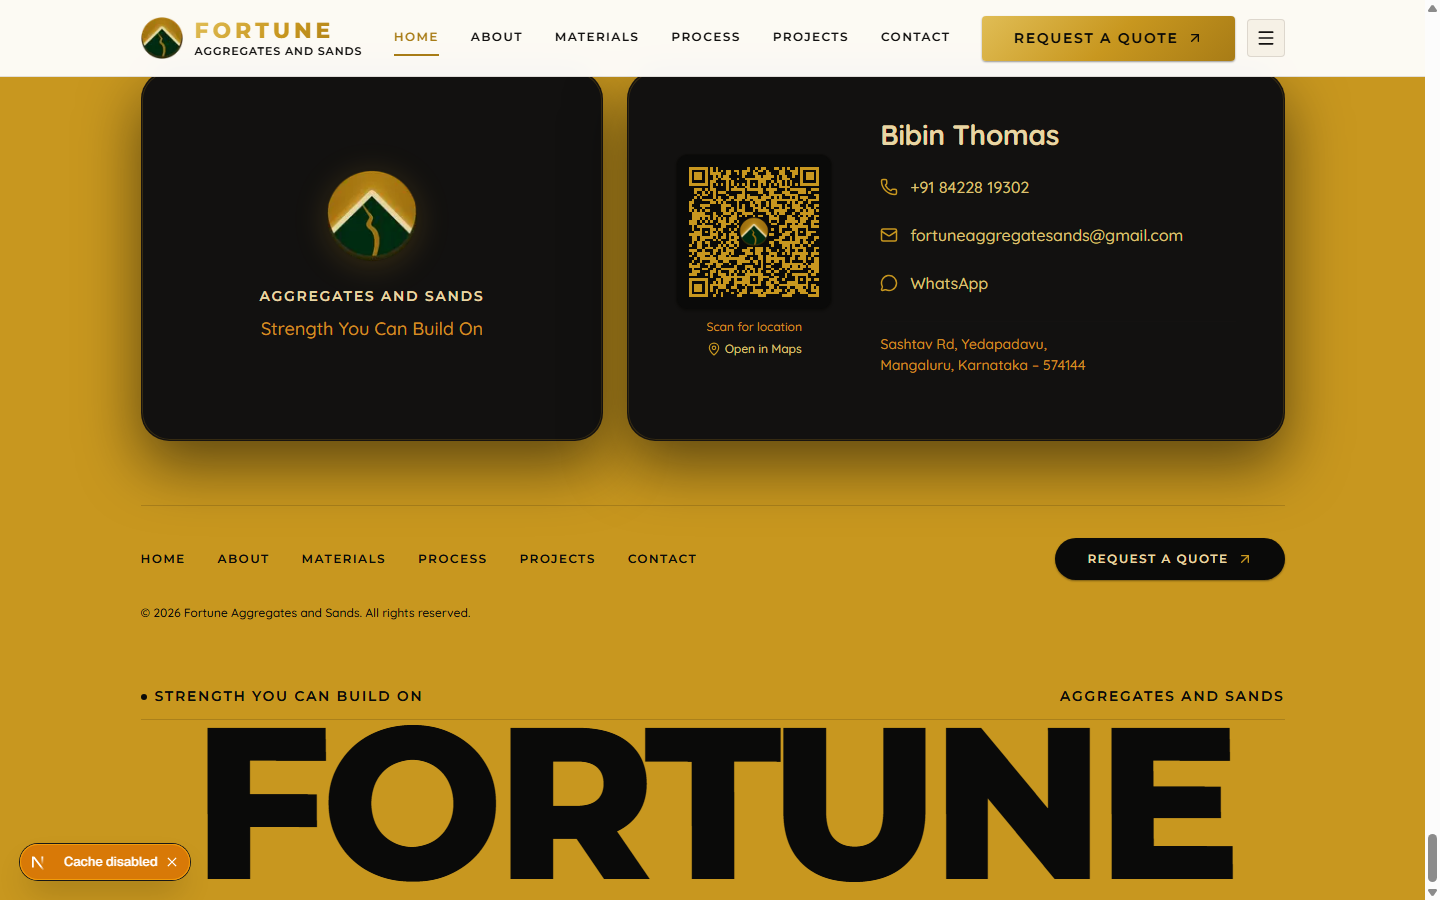 FORTUNE
AGGREGATES AND SANDS
HOME
ABOUT
MATERIALS
PROCESS
PROJECTS
CONTACT
REQUEST A QUOTE
AGGREGATES AND SANDS
Strength You Can Build On
Scan for location
Open in Maps
Bibin Thomas
+91 84228 19302
fortuneaggregatesands@gmail.com
WhatsApp
Sashtav Rd, Yedapadavu,
Mangaluru, Karnataka – 574144
HOME
ABOUT
MATERIALS
PROCESS
PROJECTS
CONTACT
REQUEST A QUOTE
© 2026 Fortune Aggregates and Sands. All rights reserved.
STRENGTH YOU CAN BUILD ON
AGGREGATES AND SANDS
FORTUNE
N
Cache disabled